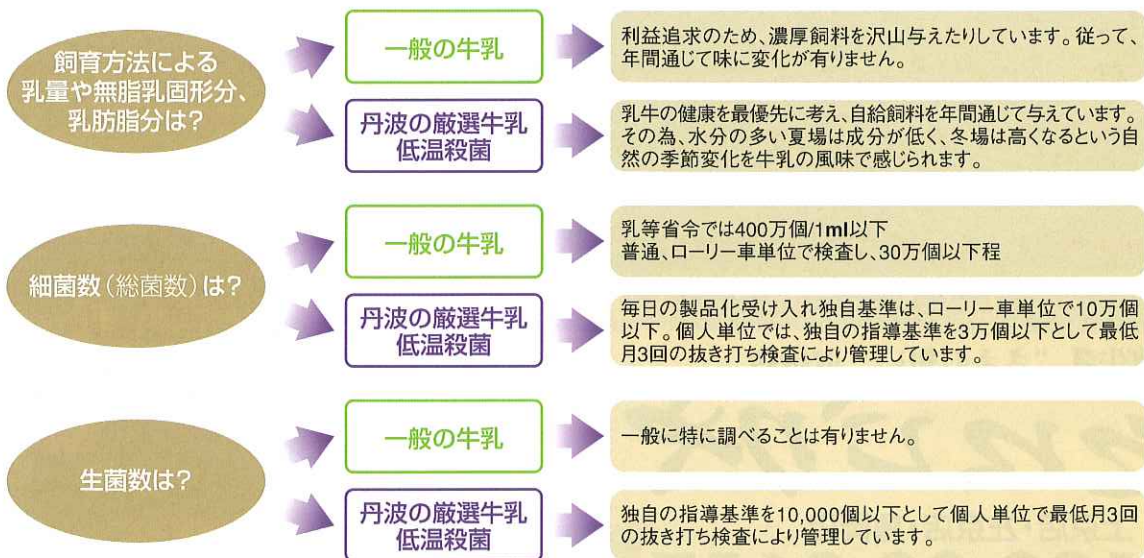 飼育方法による
乳量や無脂乳固形分、
乳肪脂分は？
一般の牛乳
利益追求のため、濃厚飼料を沢山与えたりしています。従って、
年間通じて味に変化が有りません。
丹波の厳選牛乳
低温殺菌
乳牛の健康を最優先に考え、自給飼料を年間通じて与えています。
その為、水分の多い夏場は成分が低く、冬場は高くなるという自
然の季節変化を牛乳の風味で感じられます。
細菌数（総菌数）は？
一般の牛乳
乳等省令では400万個/1ml以下
普通、ローリー車単位で検査し、30万個以下程
丹波の厳選牛乳
低温殺菌
毎日の製品化受け入れ独自基準は、ローリー車単位で10万個
以下。個人単位では、独自の指導基準を3万個以下として最低
月3回の抜き打ち検査により管理しています。
生菌数は？
一般の牛乳
一般に特に調べることは有りません。
丹波の厳選牛乳
低温殺菌
独自の指導基準を10,000個以下として個人単位で最低月3回
の抜き打ち検査により管理しています。